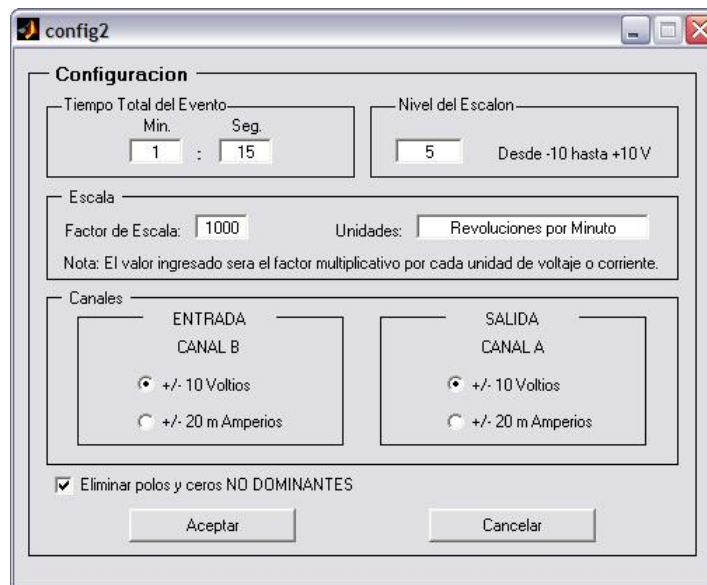 config2
Configuracion
Tiempo Total del Evento
Min. Seg.
1 : 15
Nivel del Escalon
5 Desde -10 hasta +10 V
Escala
Factor de Escala: 1000 Unidades: Revoluciones por Minuto
Nota: El valor ingresado sera el factor multiplicativo por cada unidad de voltaje o corriente.
Canales
ENTRADA
CANAL B
+/- 10 Voltios
+/- 20 m Amperios
SALIDA
CANAL A
+/- 10 Voltios
+/- 20 m Amperios
Eliminar polos y ceros NO DOMINANTES
Aceptar Cancelar